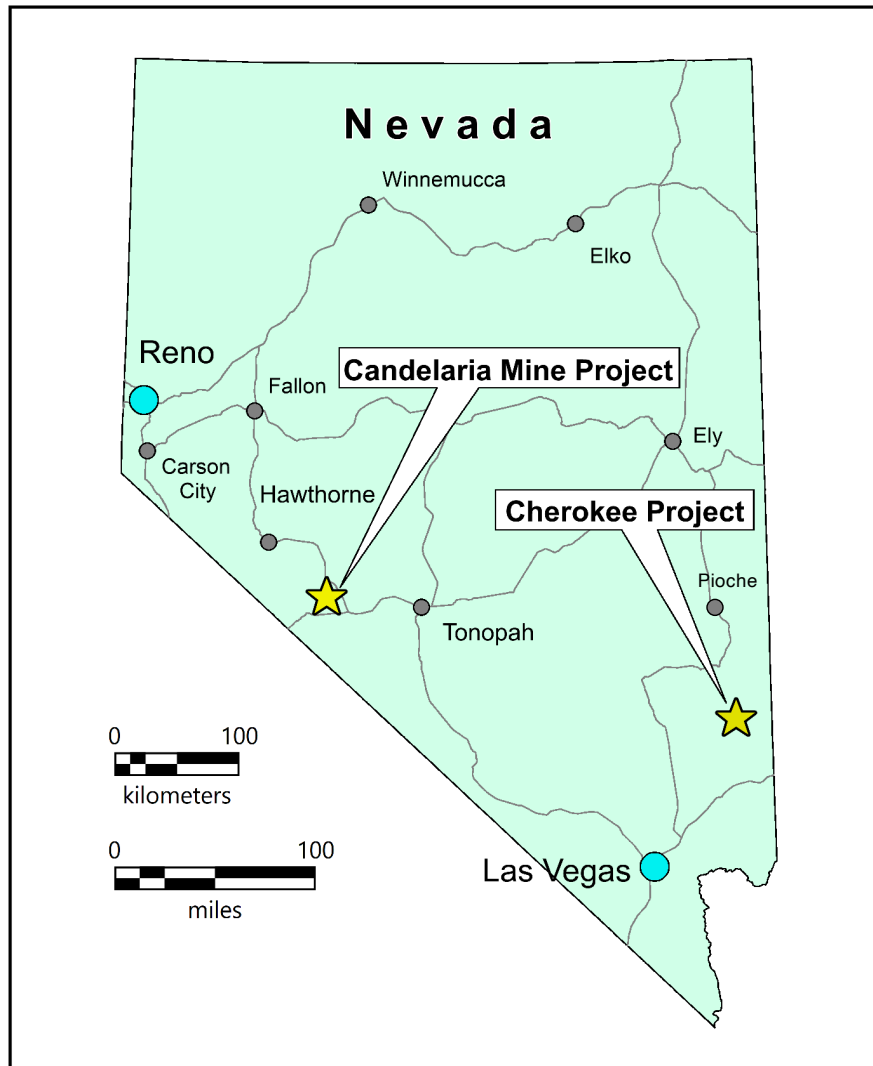 Nevada
Winnemucca
Elko
Reno
Candelaria Mine Project
Fallon
Ely
Carson
City
Hawthorne
Cherokee Project
Pioche
Tonopah
0 100
kilometers
0 100
miles
Las Vegas